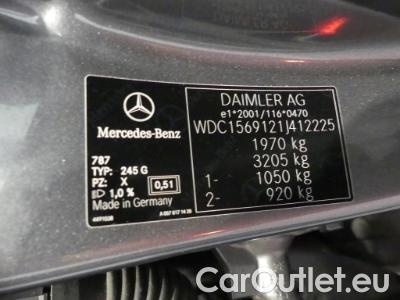 Mercedes-Benz
787
TYP: 245 G
PZ: X
1,0 %
0,51
Made in Germany
DAIMLER AG
e1*2001/116*0470
WDC1569121J412225
1970 kg
3205 kg
1- 1050 kg
2- 920 kg
CarOutlet.eu